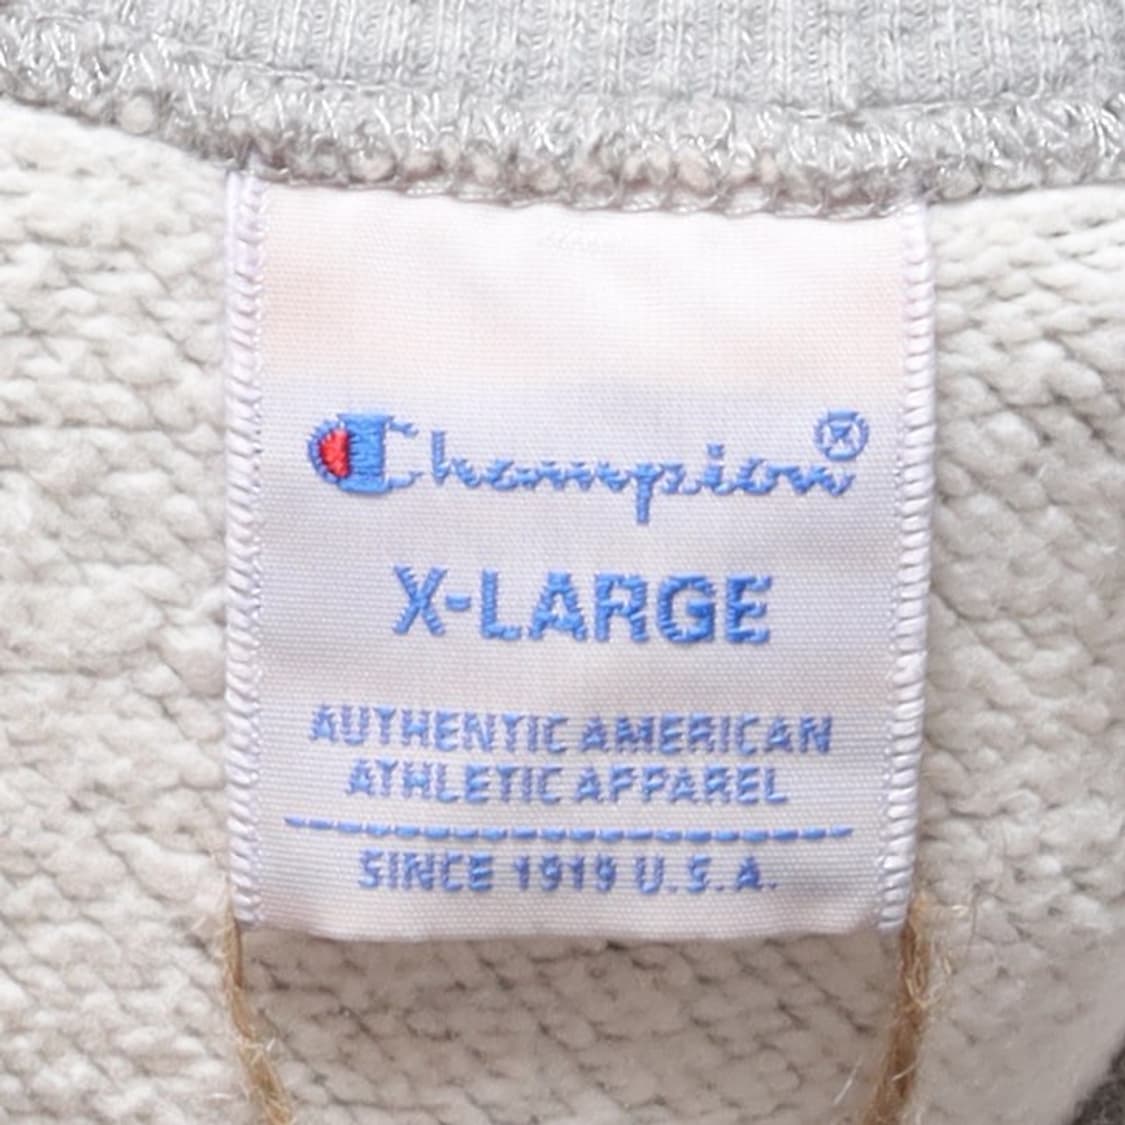 Champion®
X-LARGE
AUTHENTIC AMERICAN
ATHLETIC APPAREL
SINCE 1919 U.S.A.